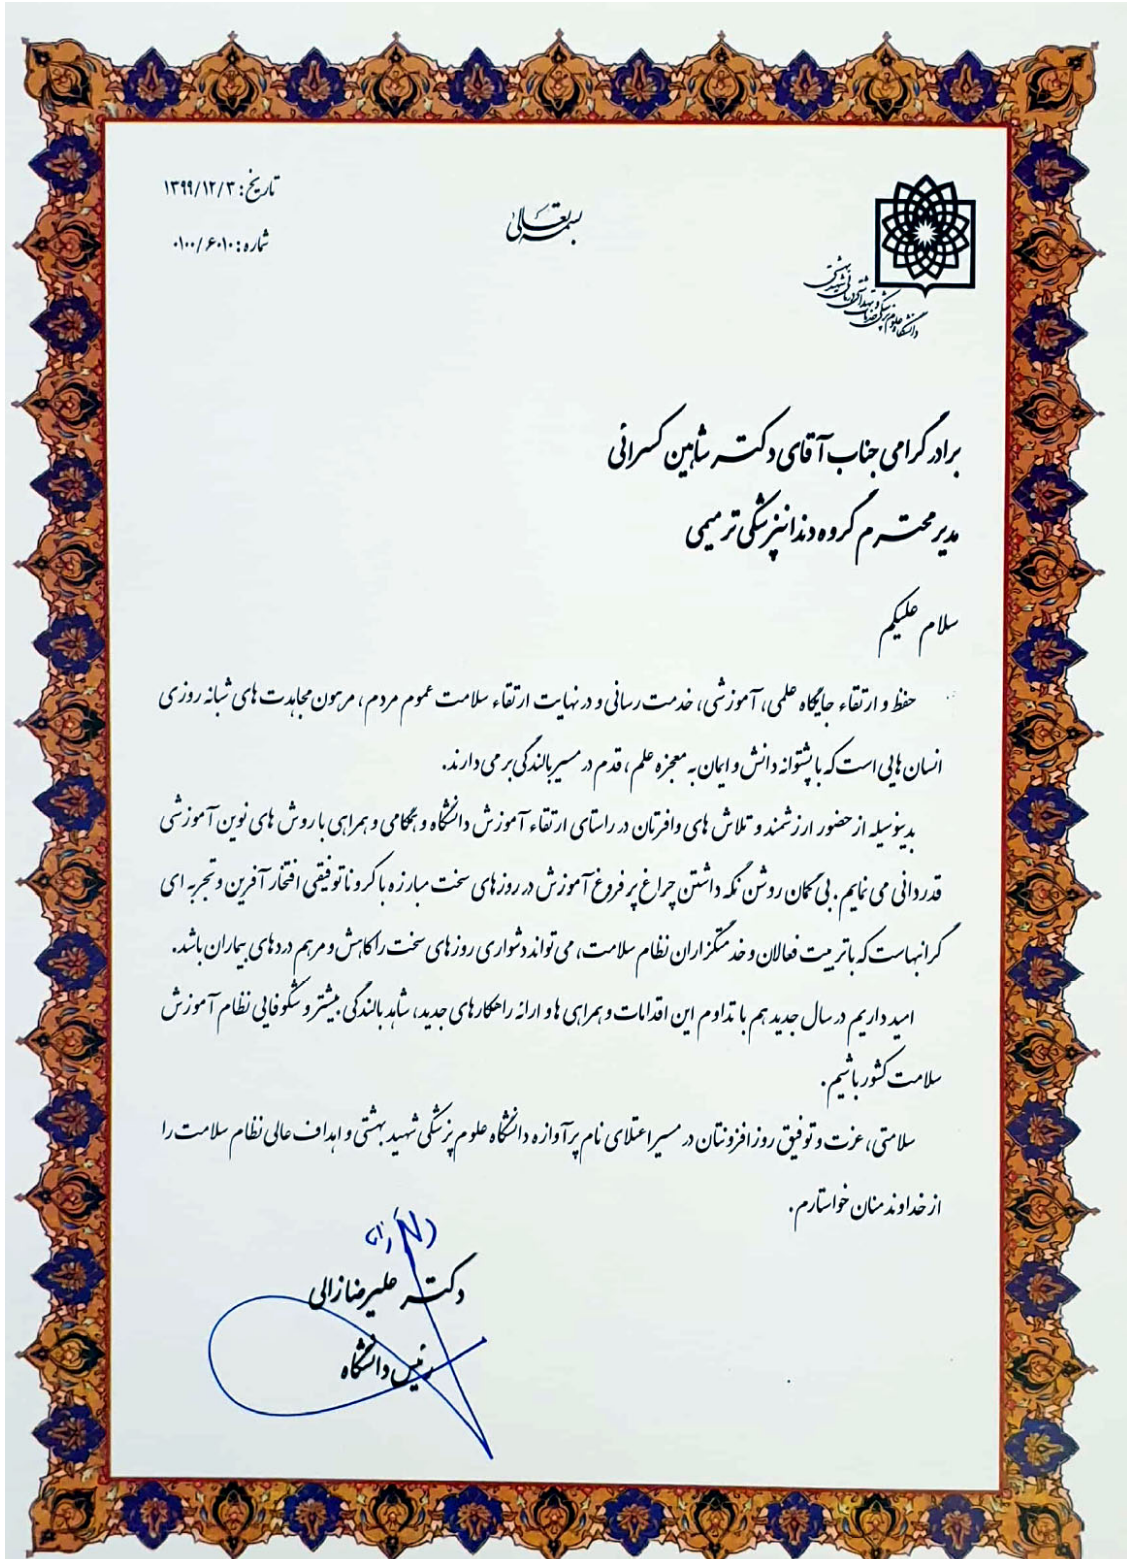 تاریخ: ۱۳۹۹/۱۲/۳
شماره: ۰۱۰۰/۶۰۱۰
بسمه تعالی
دانشگاه علوم پزشکی و خدمات بهداشتی درمانی شهید بهشتی
برادر گرامی جناب آقای دکتر شاهین کسرائی
مدیر محترم گروه دندانپزشکی ترمیمی
سلام علیکم
حفظ و ارتقاء جایگاه علمی، آموزشی، خدمت رسانی و در نهایت ارتقاء سلامت عموم مردم، مرهون مجاهدت های شبانه روزی
انسان هایی است که با پشتوانه دانش و ایمان به معجزه علم، قدم در مسیر بالندگی بر می دارند.
بدینوسیله از حضور ارزشمند و تلاش های وافرتان در راستای ارتقاء آموزش دانشگاه و همگامی و همراهی با روش های نوین آموزشی
قدردانی می نمایم. بی گمان روشن نگه داشتن چراغ پر فروغ آموزش در روزهای سخت مبارزه با کرونا توفیقی افتخار آفرین و تجربه ای
گرانبهاست که با تربیت فعالان و خدمتگزاران نظام سلامت، می تواند دشواری روزهای سخت را کاهش و مرهم دردهای بیماران باشد.
امید داریم در سال جدید هم با تداوم این اقدامات و همراهی ها و ارائه راهکارهای جدید، شاهد بالندگی بیشتر و شکوفایی نظام آموزش
سلامت کشور باشیم.
سلامتی، عزت و توفیق روزافزونتان در مسیر اعتلای نام پرآوازه دانشگاه علوم پزشکی شهید بهشتی و اهداف عالی نظام سلامت را
از خداوند منان خواستارم.
دکتر علیرضا زالی
رئیس دانشگاه